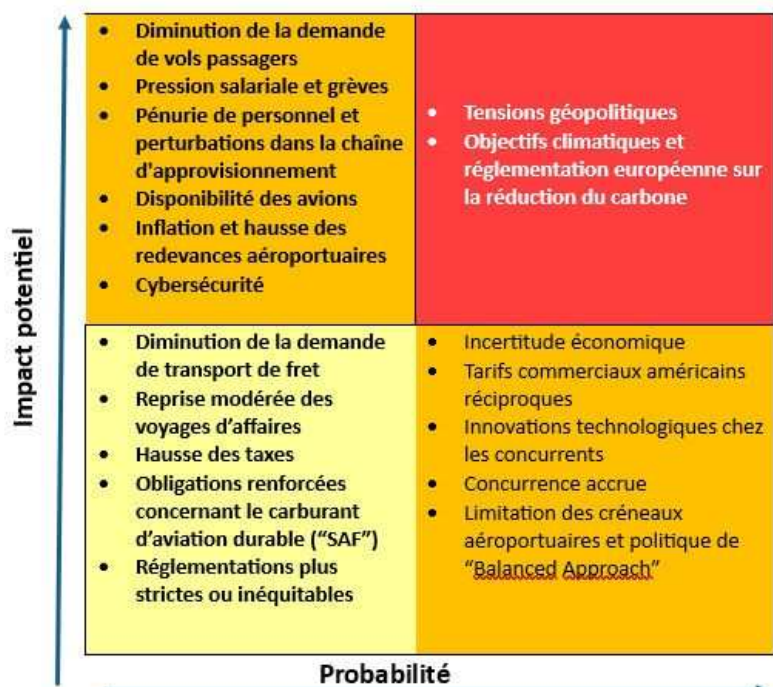 Impact potentiel
• Diminution de la demande
de vols passagers
• Pression salariale et grèves
• Pénurie de personnel et
perturbations dans la chaîne
d'approvisionnement
• Disponibilité des avions
• Inflation et hausse des
redevances aéroportuaires
• Cybersécurité
• Tensions géopolitiques
• Objectifs climatiques et
réglementation européenne sur
la réduction du carbone
• Diminution de la demande
de transport de fret
• Reprise modérée des
voyages d’affaires
• Hausse des taxes
• Obligations renforcées
concernant le carburant
d’aviation durable (“SAF”)
• Réglementations plus
strictes ou inéquitables
• Incertitude économique
• Tarifs commerciaux américains
réciproques
• Innovations technologiques chez
les concurrents
• Concurrence accrue
• Limitation des créneaux
aéroportuaires et politique de
“Balanced Approach”
Probabilité